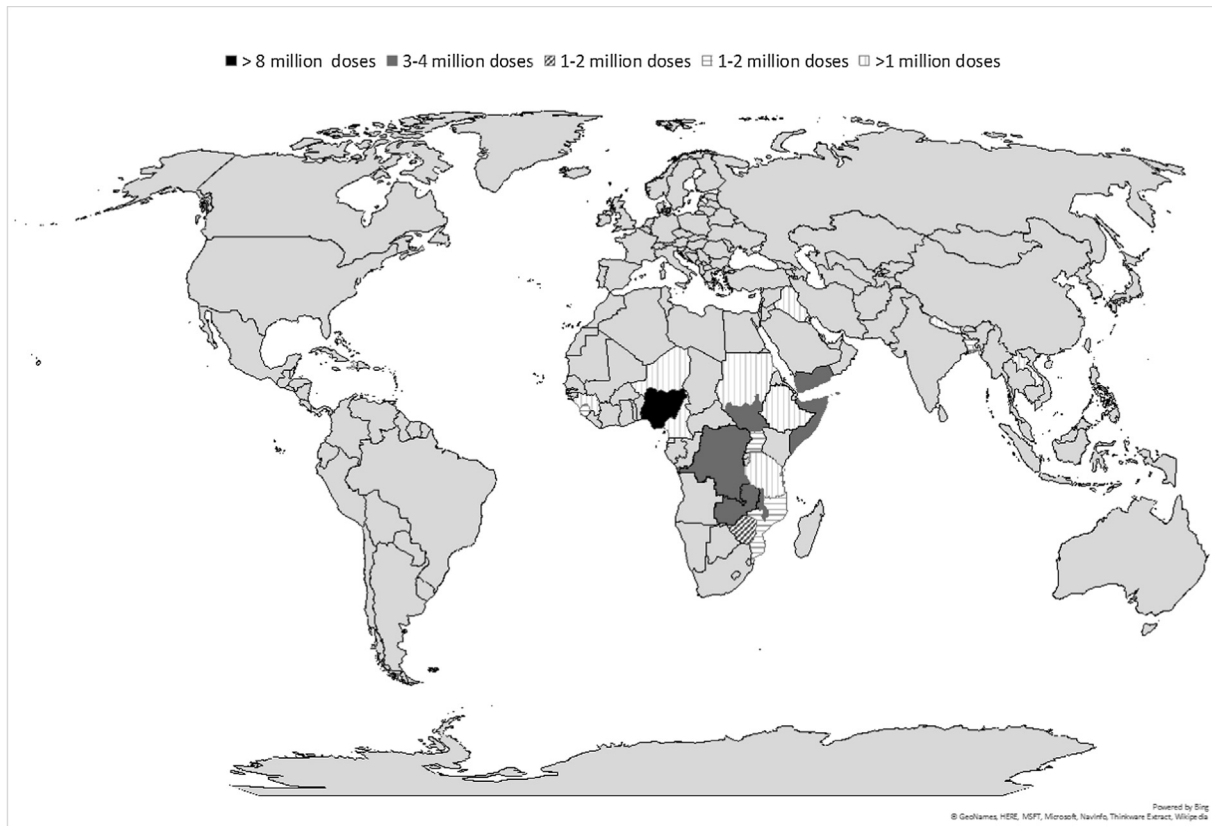 > 8 million doses 3-4 million doses 1-2 million doses 1-2 million doses >1 million doses
Powered by Bing
© GeoNames, HERE, MSFT, Microsoft, NavInfo, Thinkware Extract, Wikipedia